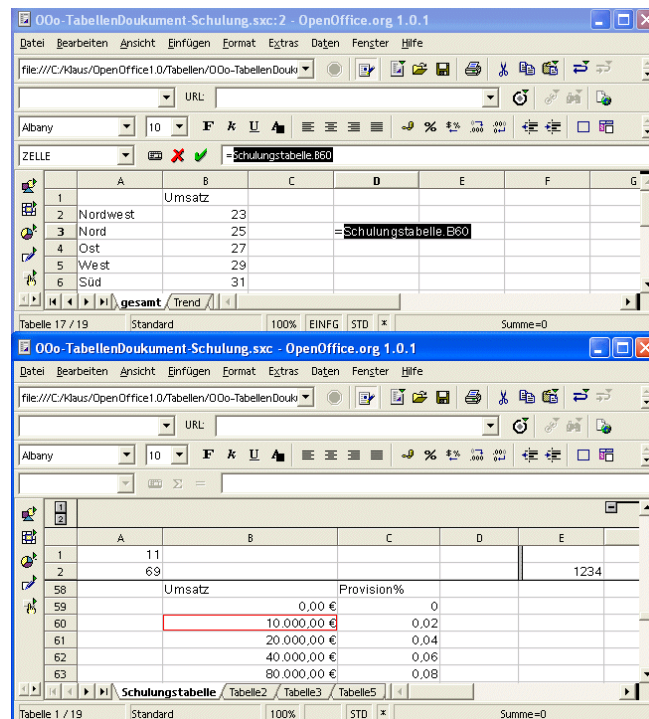 OOo-TabellenDoukument-Schulung.sxc:2 - OpenOffice.org 1.0.1
Datei Bearbeiten Ansicht Einfügen Format Extras Daten Fenster Hilfe
file:///C:/Klaus/OpenOffice1.0/Tabellen/OOo-TabellenDouk
URL:
Albany 10 F k U A
ZELLE =Schulungstabelle.B60
A B C D E F G
1 Umsatz
2 Nordwest 23
3 Nord 25 =Schulungstabelle.B60
4 Ost 27
5 West 29
6 Süd 31
gesamt Trend
Tabelle 17 / 19 Standard 100% EINFG STD * Summe=0
OOo-TabellenDoukument-Schulung.sxc - OpenOffice.org 1.0.1
Datei Bearbeiten Ansicht Einfügen Format Extras Daten Fenster Hilfe
file:///C:/Klaus/OpenOffice1.0/Tabellen/OOo-TabellenDouk
URL:
Albany 10 F k U A
1
2
A B C D E
1 11
2 69 1234
58 Umsatz Provision%
59 0,00 € 0
60 10.000,00 € 0,02
61 20.000,00 € 0,04
62 40.000,00 € 0,06
63 80.000,00 € 0,08
Schulungstabelle Tabelle2 Tabelle3 Tabelle5
Tabelle 1 / 19 Standard 100% STD * Summe=0